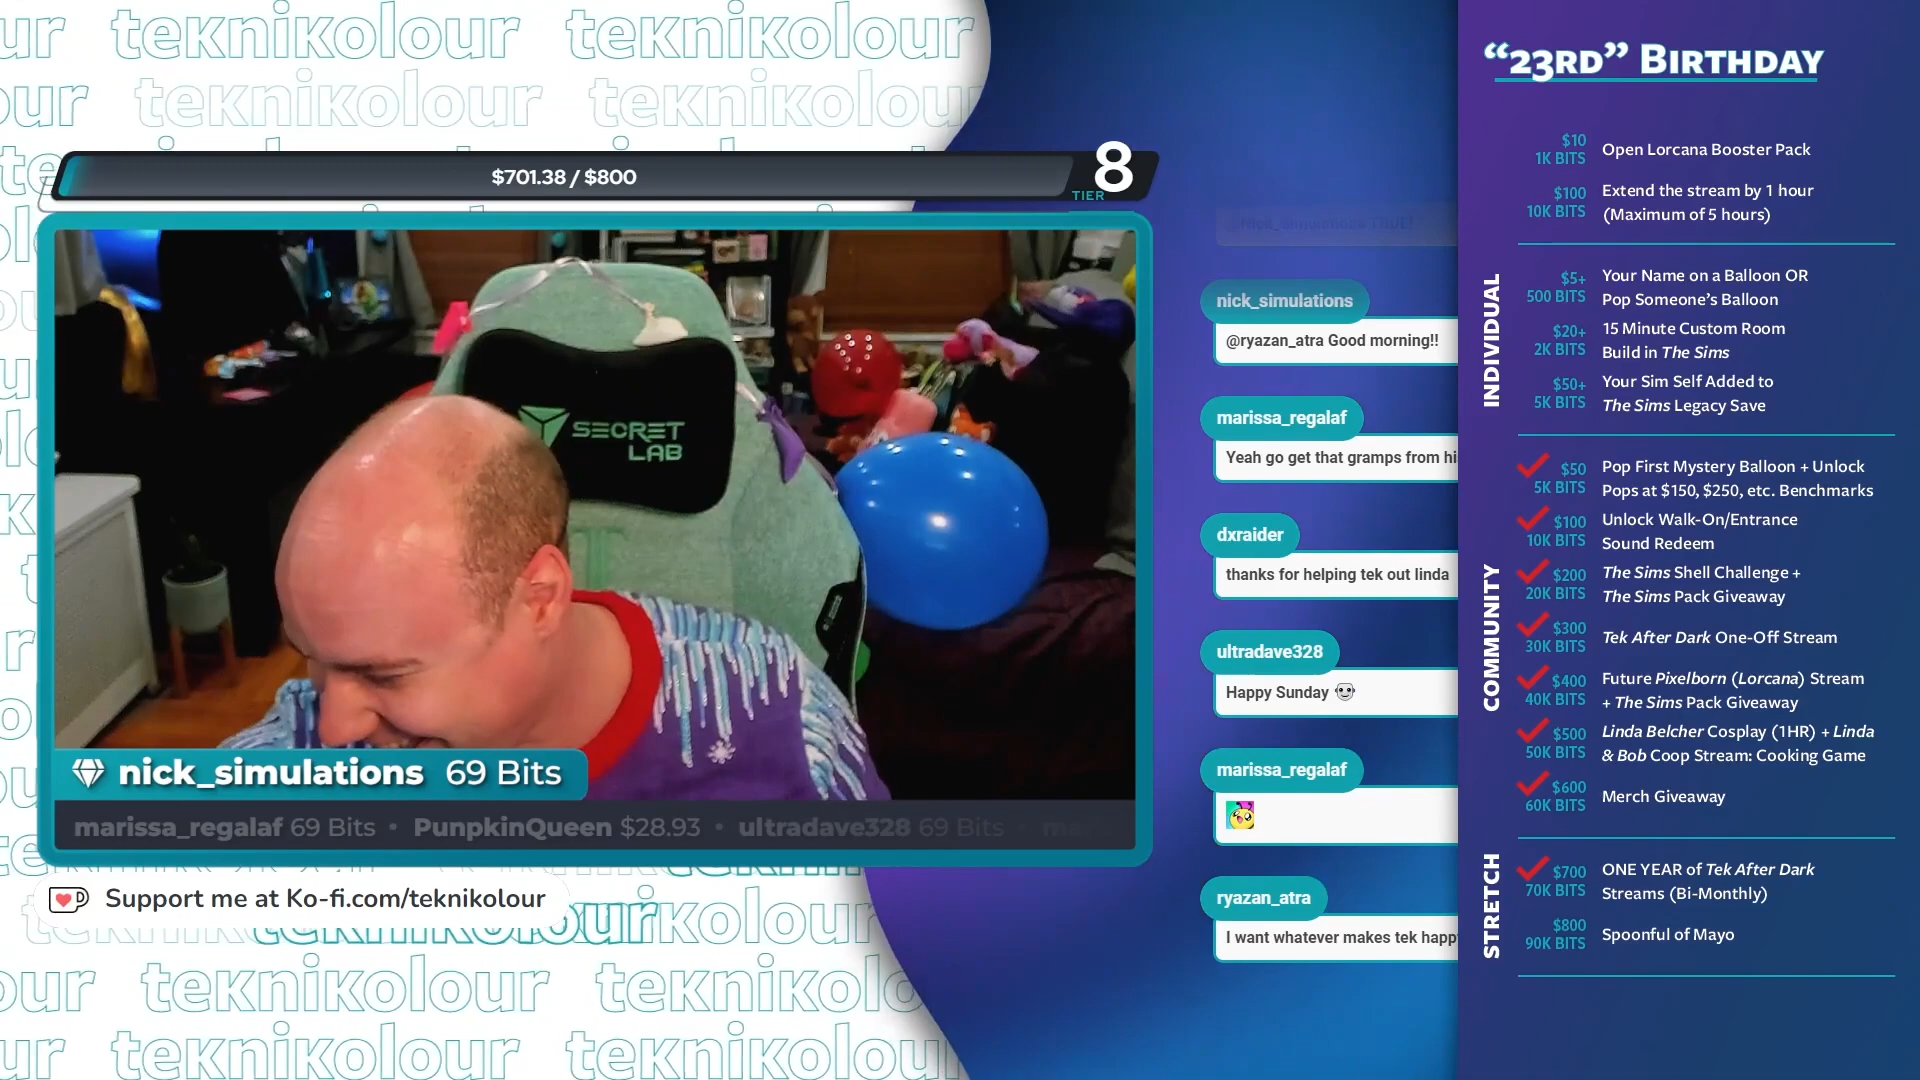 ur teknikolour teknikolour
our teknikolour teknikolour
$701.38 / $800
TIER 8
SECRET
LAB
nick_simulations 69 Bits
marissa_regalaf 69 Bits • PunpkinQueen $28.93 • ultradave328 69 Bits
Support me at Ko-fi.com/teknikolour
teknikolour teknikolour
our teknikolour teknikolo
ur teknikolour teknikolou
nick_simulations
@ryazan_atra Good morning!!
marissa_regalaf
Yeah go get that gramps from hi
dxraider
thanks for helping tek out linda
ultradave328
Happy Sunday
marissa_regalaf
ryazan_atra
I want whatever makes tek happ
“23RD” BIRTHDAY
$10
1K BITS
Open Lorcana Booster Pack
$100
10K BITS
Extend the stream by 1 hour
(Maximum of 5 hours)
INDIVIDUAL
$5+
500 BITS
Your Name on a Balloon OR
Pop Someone’s Balloon
$20+
2K BITS
15 Minute Custom Room
Build in The Sims
$50+
5K BITS
Your Sim Self Added to
The Sims Legacy Save
COMMUNITY
$50
5K BITS
Pop First Mystery Balloon + Unlock
Pops at $150, $250, etc. Benchmarks
$100
10K BITS
Unlock Walk-On/Entrance
Sound Redeem
$200
20K BITS
The Sims Shell Challenge +
The Sims Pack Giveaway
$300
30K BITS
Tek After Dark One-Off Stream
$400
40K BITS
Future Pixelborn (Lorcana) Stream
+ The Sims Pack Giveaway
$500
50K BITS
Linda Belcher Cosplay (1HR) + Linda
& Bob Coop Stream: Cooking Game
$600
60K BITS
Merch Giveaway
STRETCH
$700
70K BITS
ONE YEAR of Tek After Dark
Streams (Bi-Monthly)
$800
90K BITS
Spoonful of Mayo